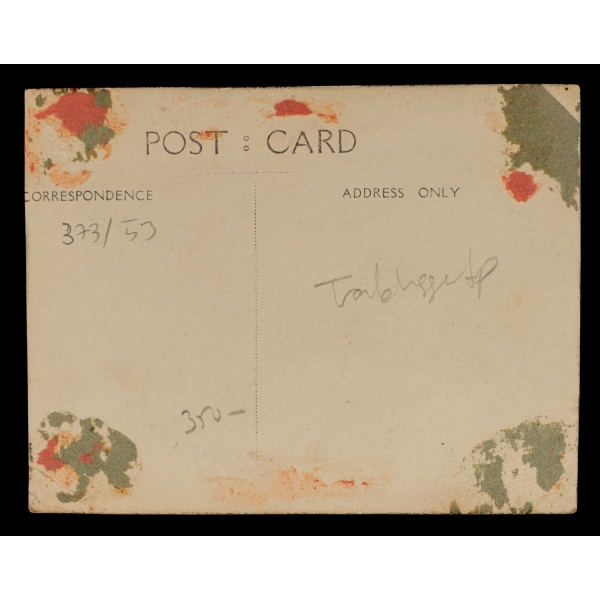 POST : CARD
CORRESPONDENCE
ADDRESS ONLY
373/53
350-